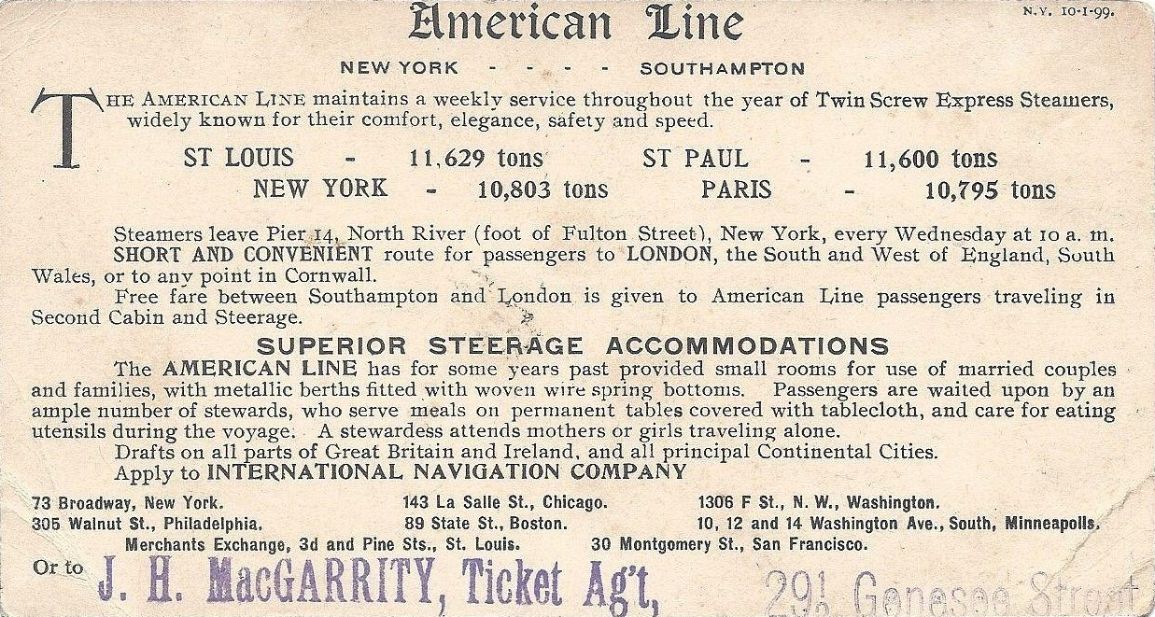 American Line
N.Y. 10-1-99.
NEW YORK - - - - SOUTHAMPTON
THE AMERICAN LINE maintains a weekly service throughout the year of Twin Screw Express Steamers,
widely known for their comfort, elegance, safety and speed.
ST LOUIS - 11,629 tons ST PAUL - 11,600 tons
NEW YORK - 10,803 tons PARIS - 10,795 tons
Steamers leave Pier 14, North River (foot of Fulton Street), New York, every Wednesday at 10 a. m.
SHORT AND CONVENIENT route for passengers to LONDON, the South and West of England, South
Wales, or to any point in Cornwall.
Free fare between Southampton and London is given to American Line passengers traveling in
Second Cabin and Steerage.
SUPERIOR STEERAGE ACCOMMODATIONS
The AMERICAN LINE has for some years past provided small rooms for use of married couples
and families, with metallic berths fitted with woven wire spring bottoms. Passengers are waited upon by an
ample number of stewards, who serve meals on permanent tables covered with tablecloth, and care for eating
utensils during the voyage. A stewardess attends mothers or girls traveling alone.
Drafts on all parts of Great Britain and Ireland, and all principal Continental Cities.
Apply to INTERNATIONAL NAVIGATION COMPANY
73 Broadway, New York. 143 La Salle St., Chicago. 1306 F St., N. W., Washington.
305 Walnut St., Philadelphia. 89 State St., Boston. 10, 12 and 14 Washington Ave., South, Minneapolis.
Merchants Exchange, 3d and Pine Sts., St. Louis. 30 Montgomery St., San Francisco.
Or to J. H. MacGARRITY, Ticket Ag't, Genesee Street